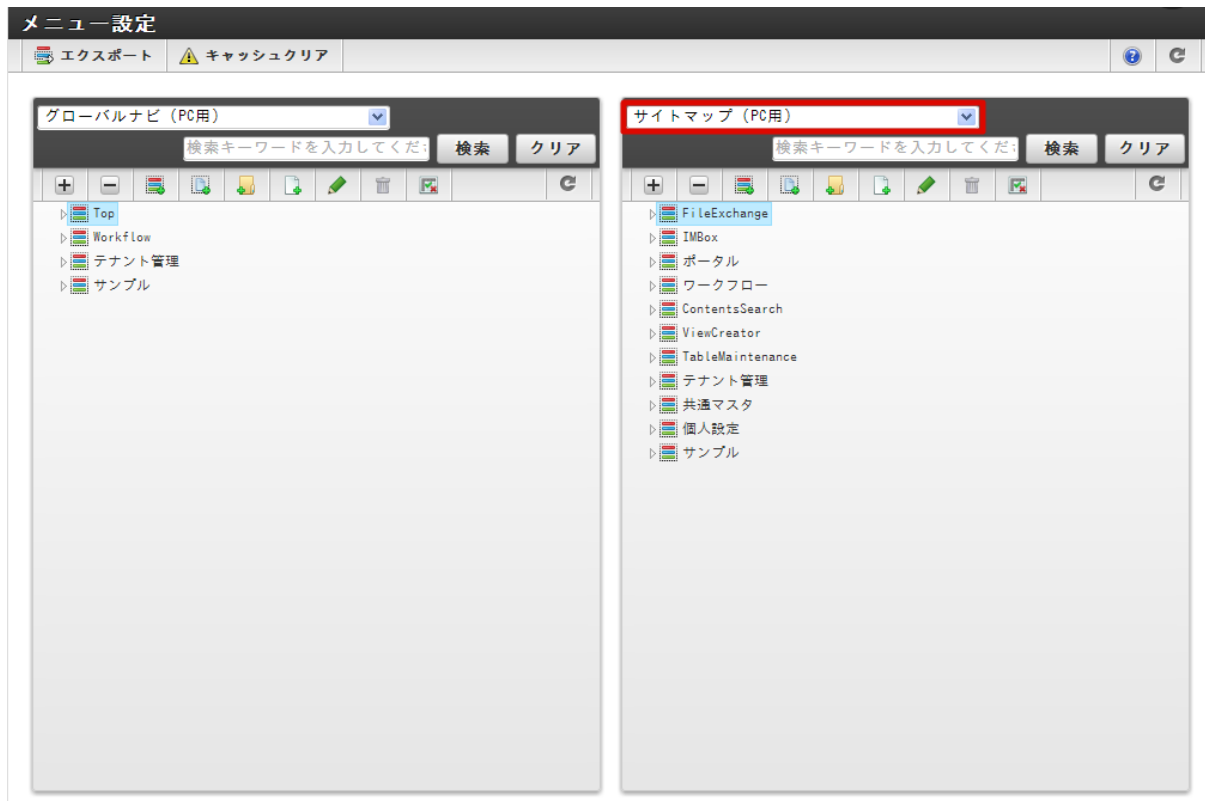 メニュー設定
エクスポート キャッシュクリア
グローバルナビ (PC用)
検索キーワードを入力してくだ 検索 クリア
Top
Workflow
テナント管理
サンプル
サイトマップ (PC用)
検索キーワードを入力してくだ 検索 クリア
FileExchange
IMBox
ポータル
ワークフロー
ContentsSearch
ViewCreator
TableMaintenance
テナント管理
共通マスタ
個人設定
サンプル